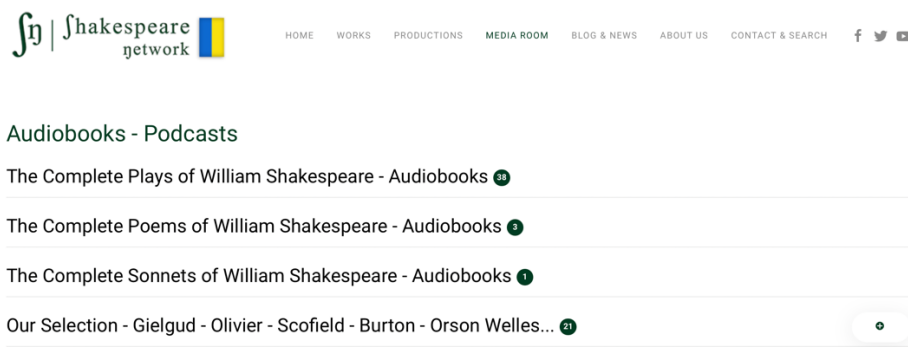 Shakespeare
network
HOME WORKS PRODUCTIONS MEDIA ROOM BLOG & NEWS ABOUT US CONTACT & SEARCH
Audiobooks - Podcasts
The Complete Plays of William Shakespeare - Audiobooks 38
The Complete Poems of William Shakespeare - Audiobooks 3
The Complete Sonnets of William Shakespeare - Audiobooks 1
Our Selection - Gielgud - Olivier - Scofield - Burton - Orson Welles... 21